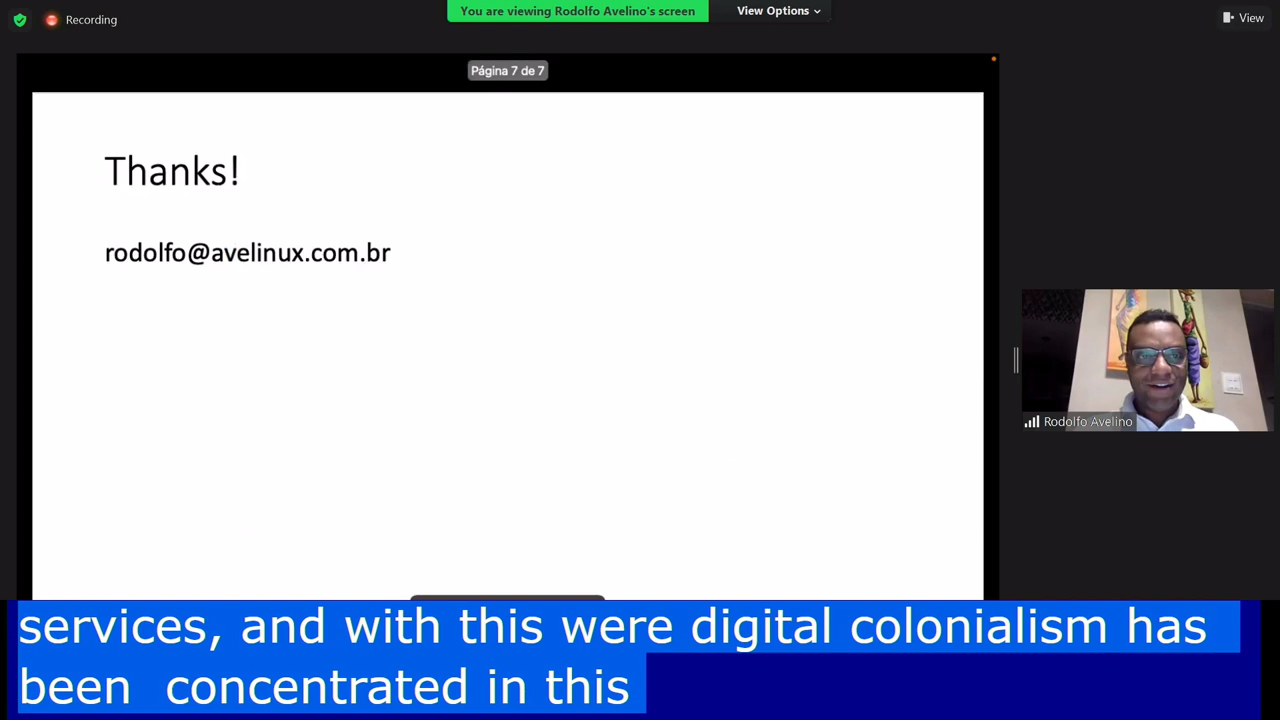 Recording
You are viewing Rodolfo Avelino's screen
View Options
View
Página 7 de 7
Thanks!
rodolfo@avelinux.com.br
Rodolfo Avelino
services, and with this were digital colonialism has
been  concentrated in this